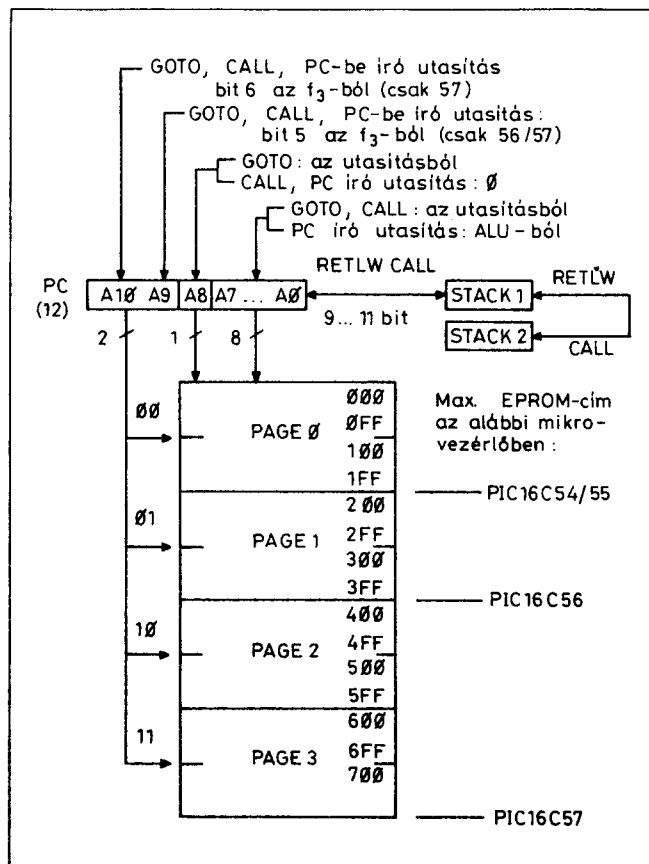 GOTO, CALL, PC-be író utasítás
bit 6 az f3-ból (csak 57)
GOTO, CALL, PC-be író utasítás:
bit 5 az f3-ból (csak 56/57)
GOTO: az utasításból
CALL, PC író utasítás: Ø
GOTO, CALL: az utasításból
PC író utasítás: ALU-ból
PC
(12)
A1Ø A9 A8 A7 ... AØ
RETLW CALL
9...11 bit
STACK 1
STACK 2
RETLW
CALL
2 1 8
ØØ
PAGE Ø
ØØØ
ØFF
1ØØ
1FF
Max. EPROM-cím
az alábbi mikro-
vezérlőben:
PIC16C54/55
Ø1
PAGE 1
2ØØ
2FF
3ØØ
3FF
PIC16C56
1Ø
PAGE 2
4ØØ
4FF
5ØØ
5FF
11
PAGE 3
6ØØ
6FF
7ØØ
PIC16C57